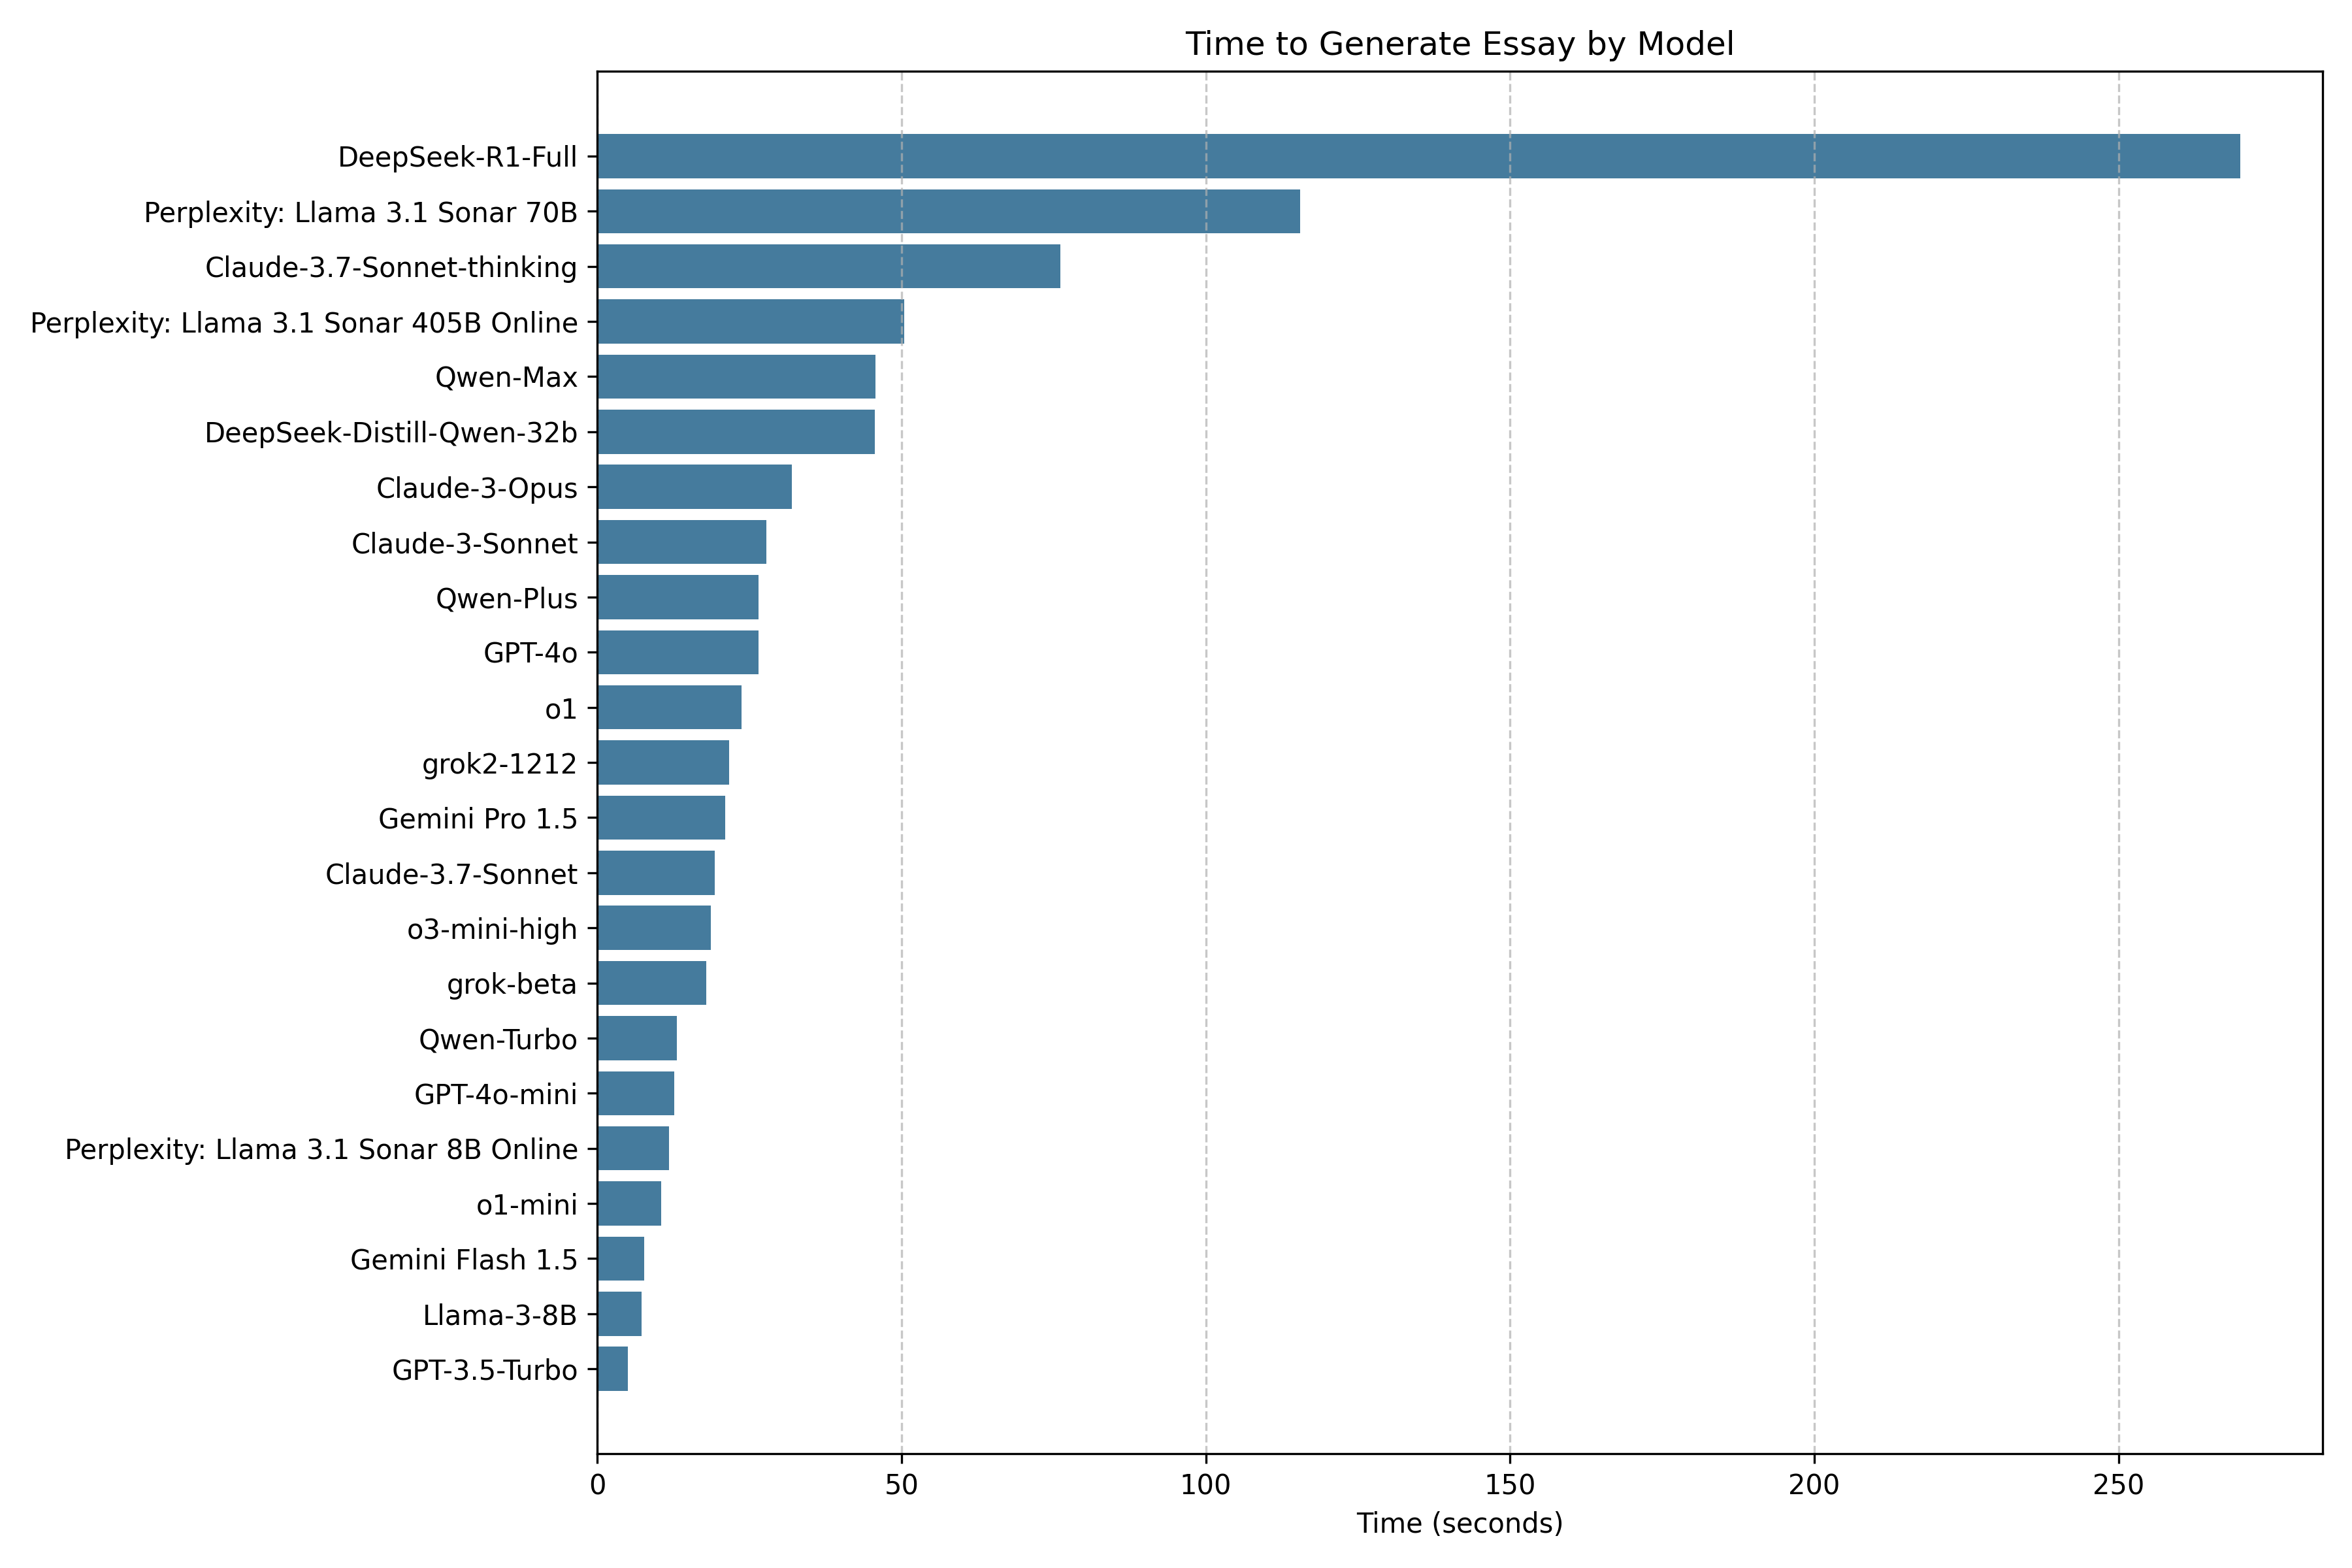 Time to Generate Essay by Model
DeepSeek-R1-Full
Perplexity: Llama 3.1 Sonar 70B
Claude-3.7-Sonnet-thinking
Perplexity: Llama 3.1 Sonar 405B Online
Qwen-Max
DeepSeek-Distill-Qwen-32b
Claude-3-Opus
Claude-3-Sonnet
Qwen-Plus
GPT-4o
o1
grok2-1212
Gemini Pro 1.5
Claude-3.7-Sonnet
o3-mini-high
grok-beta
Qwen-Turbo
GPT-4o-mini
Perplexity: Llama 3.1 Sonar 8B Online
o1-mini
Gemini Flash 1.5
Llama-3-8B
GPT-3.5-Turbo
0 50 100 150 200 250
Time (seconds)